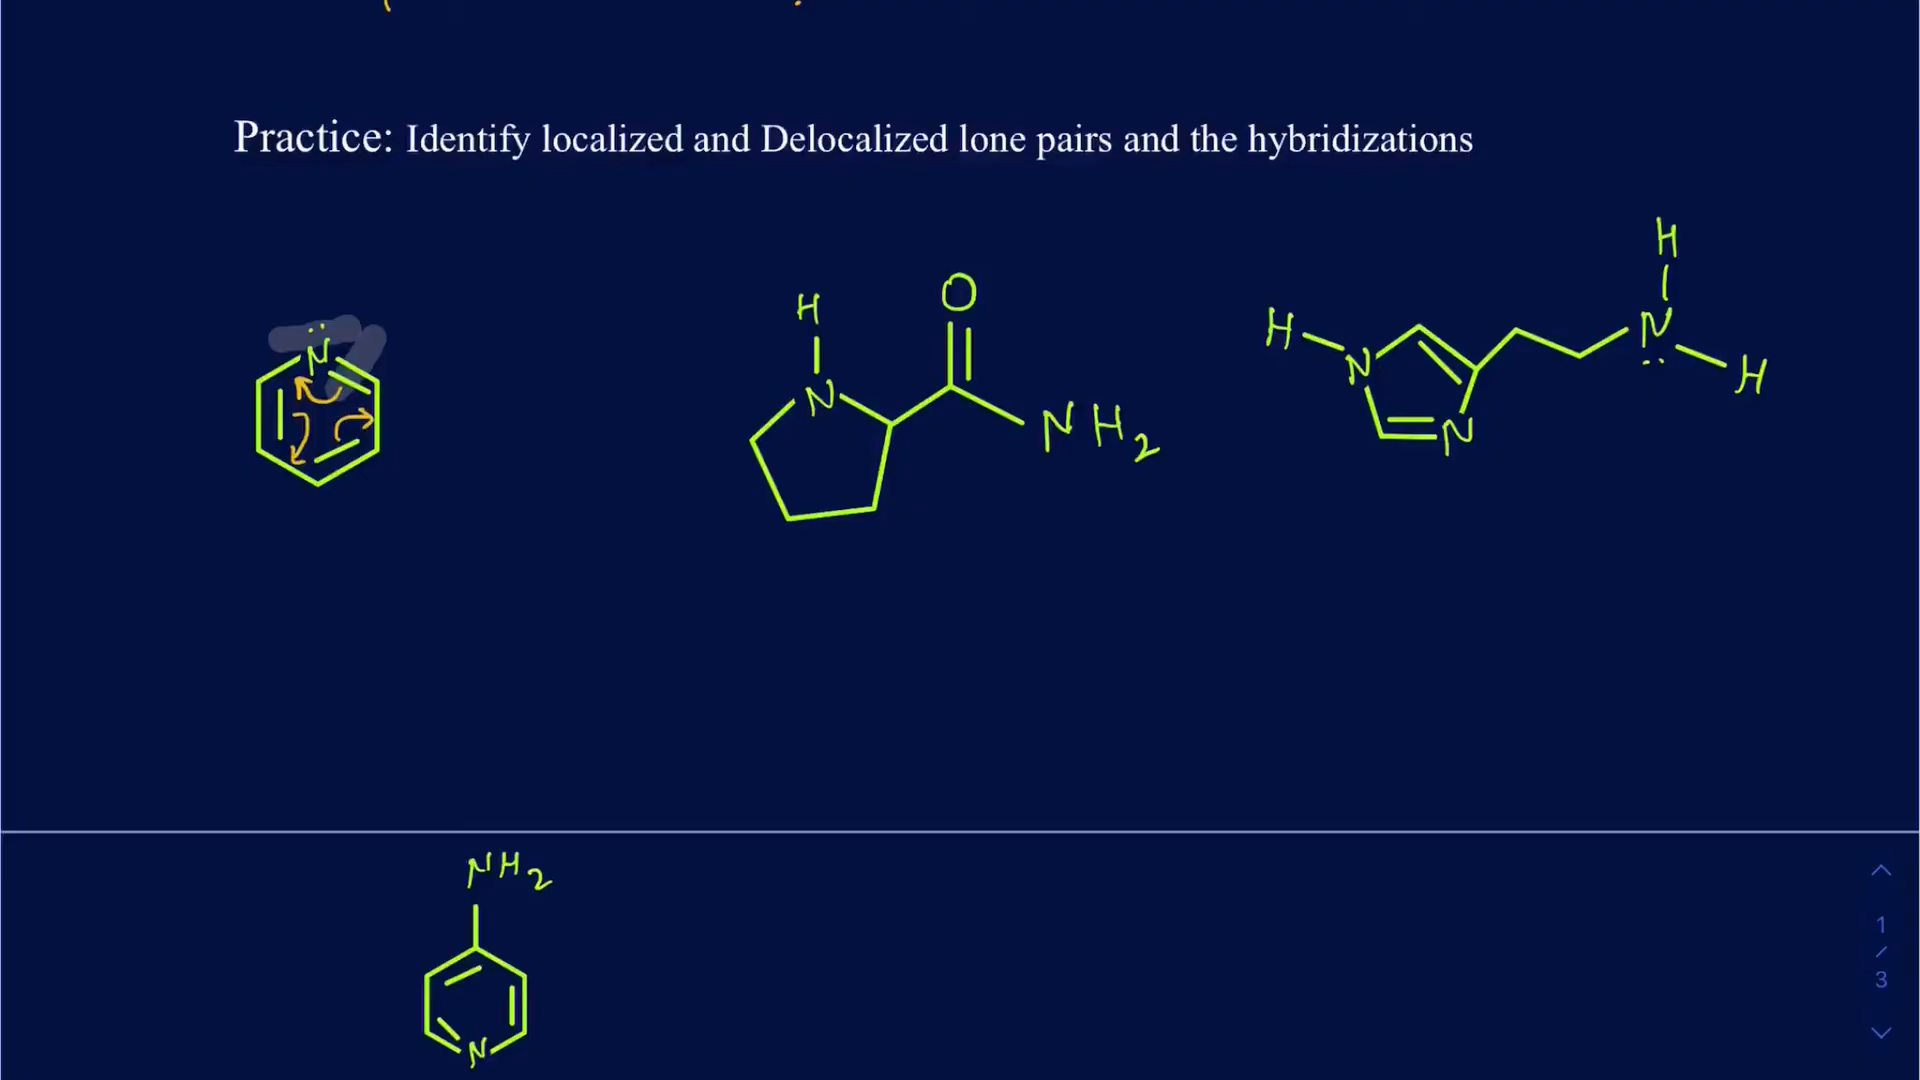 Practice: Identify localized and Delocalized lone pairs and the hybridizations
N
H
N
O
NH2
H
N
N
N
H
H
NH2
N
1
/
3